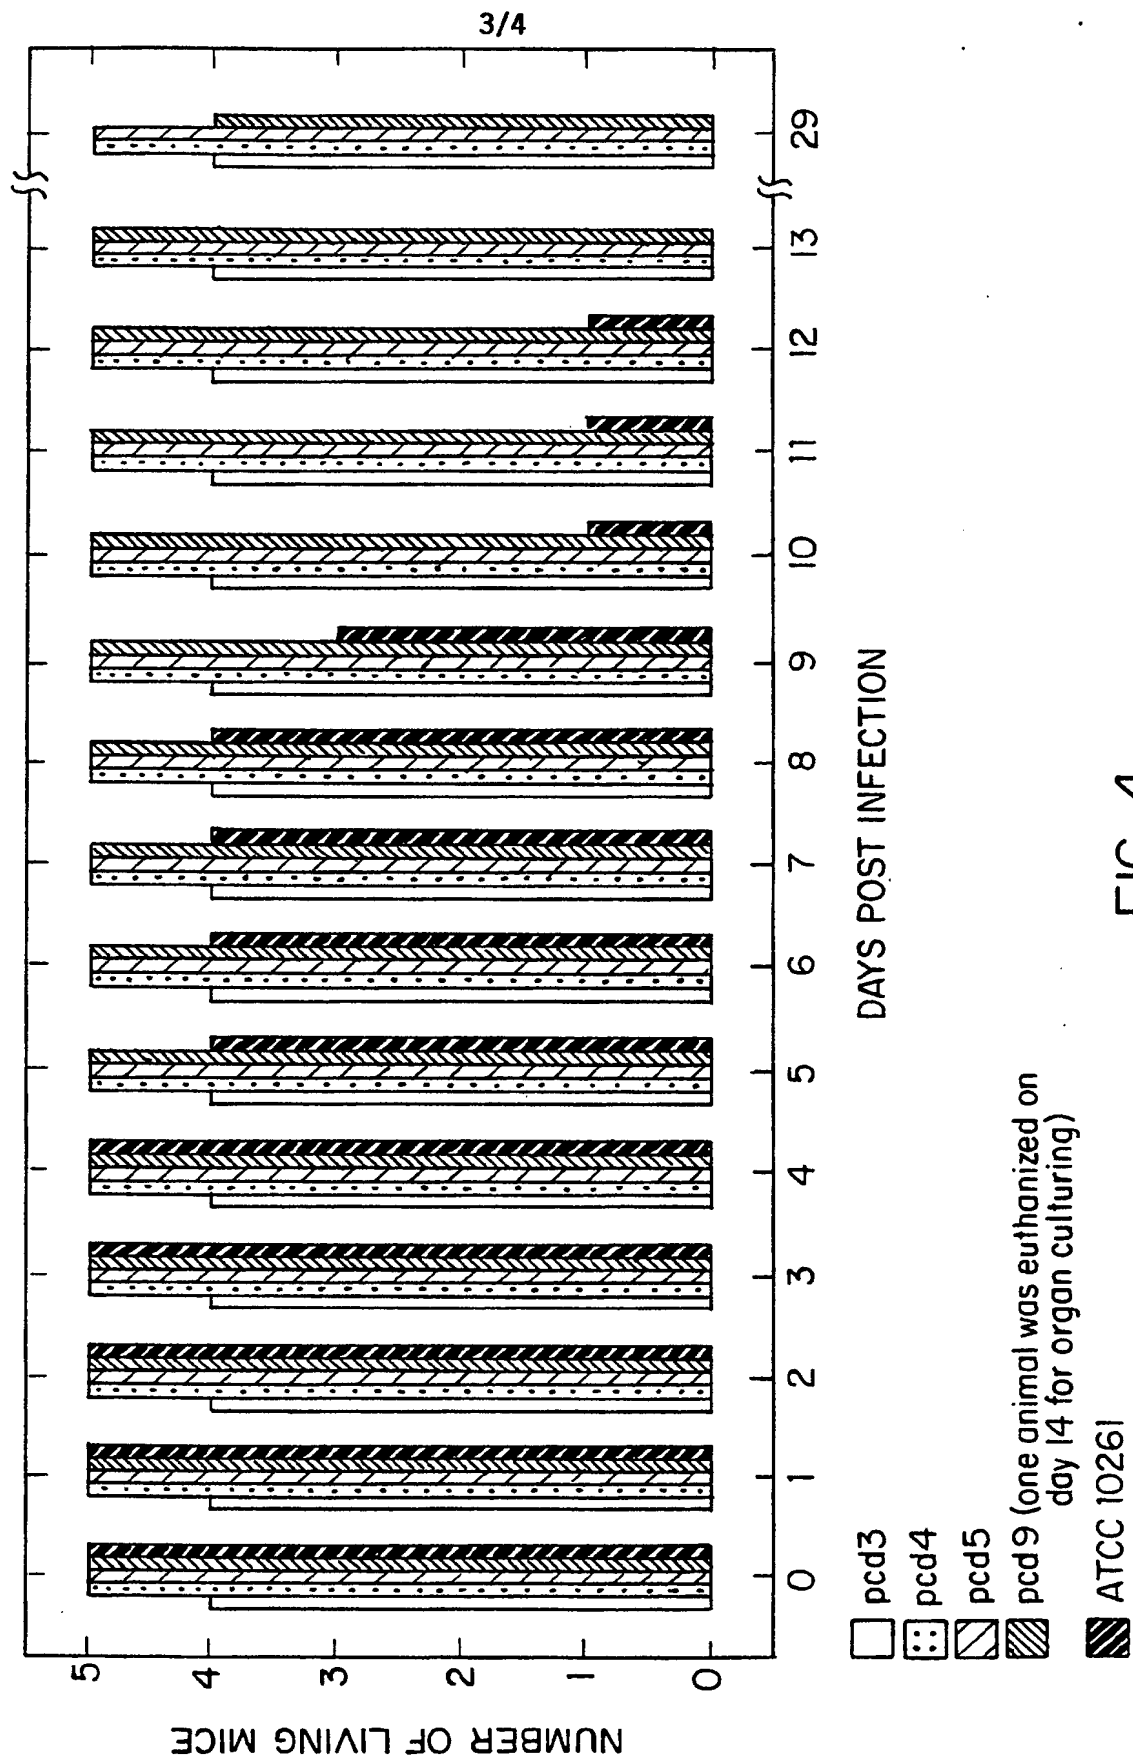 3/4
NUMBER OF LIVING MICE
5
4
3
2
1
0
0 1 2 3 4 5 6 7 8 9 10 11 12 13 29
DAYS POST INFECTION
pcd3
pcd4
pcd5
pcd9 (one animal was euthanized on
day 14 for organ culturing)
ATCC 10261
FIG. 4